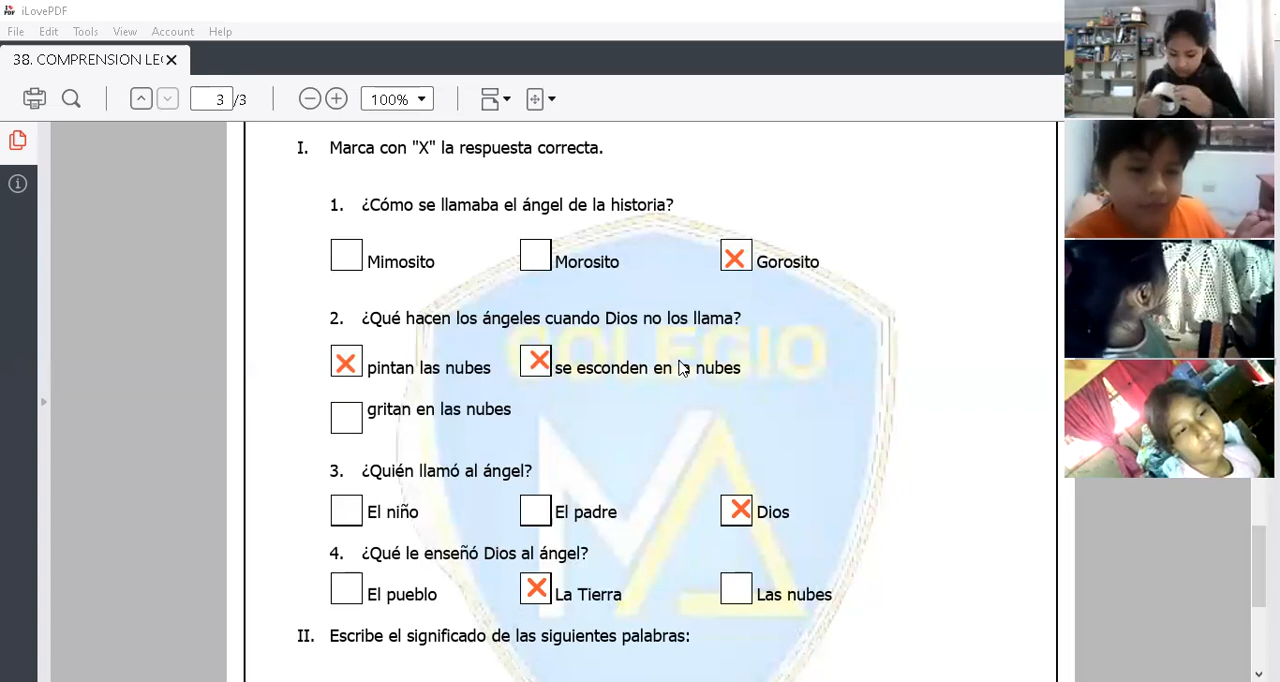 iLovePDF
File Edit Tools View Account Help
38. COMPRENSION LE
3 /3 100%
I. Marca con "X" la respuesta correcta.
1. ¿Cómo se llamaba el ángel de la historia?
Mimosito Morosito Gorosito
2. ¿Qué hacen los ángeles cuando Dios no los llama?
pintan las nubes se esconden en las nubes
gritan en las nubes
3. ¿Quién llamó al ángel?
El niño El padre Dios
4. ¿Qué le enseñó Dios al ángel?
El pueblo La Tierra Las nubes
II. Escribe el significado de las siguientes palabras:
COLEGIO
MA